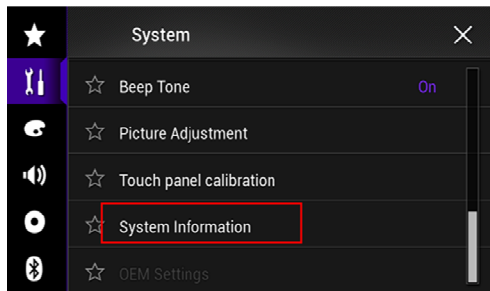 System
Beep Tone On
Picture Adjustment
Touch panel calibration
System Information
OEM Settings